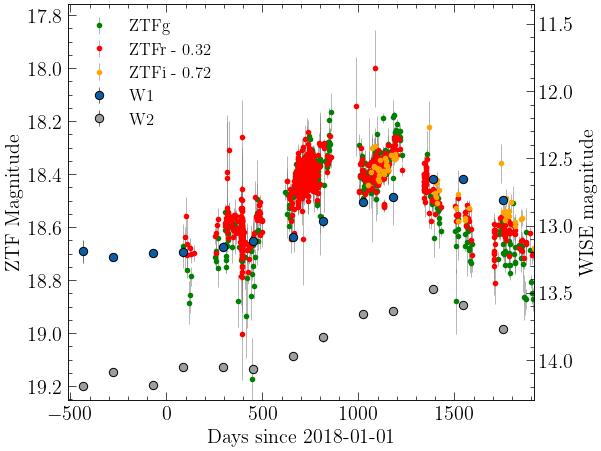 17.8
18.0
18.2
18.4
18.6
18.8
19.0
19.2
ZTF Magnitude
ZTFg
ZTFr - 0.32
ZTFi - 0.72
W1
W2
11.5
12.0
12.5
13.0
13.5
14.0
WISE magnitude
−500 0 500 1000 1500
Days since 2018-01-01